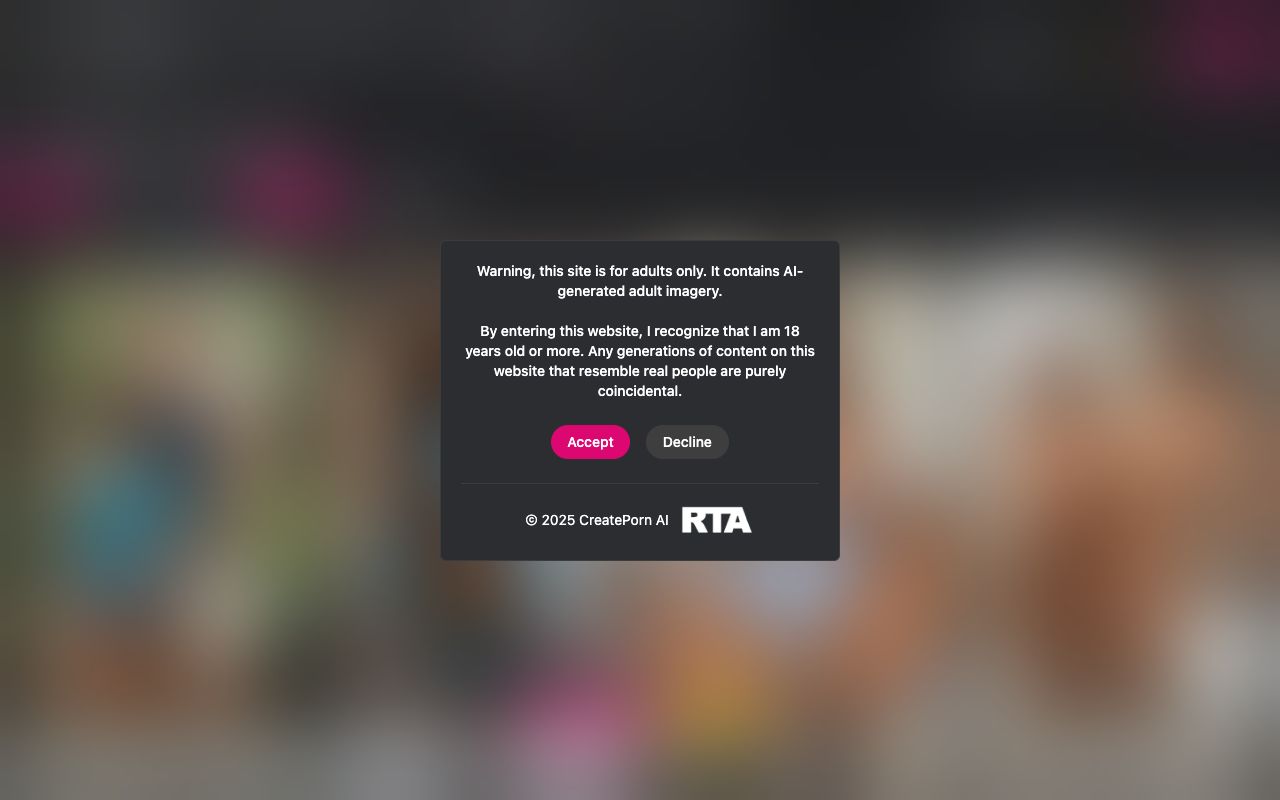 Warning, this site is for adults only. It contains AI-
generated adult imagery.
By entering this website, I recognize that I am 18
years old or more. Any generations of content on this
website that resemble real people are purely
coincidental.
Accept Decline
© 2025 CreatePorn AI RTA